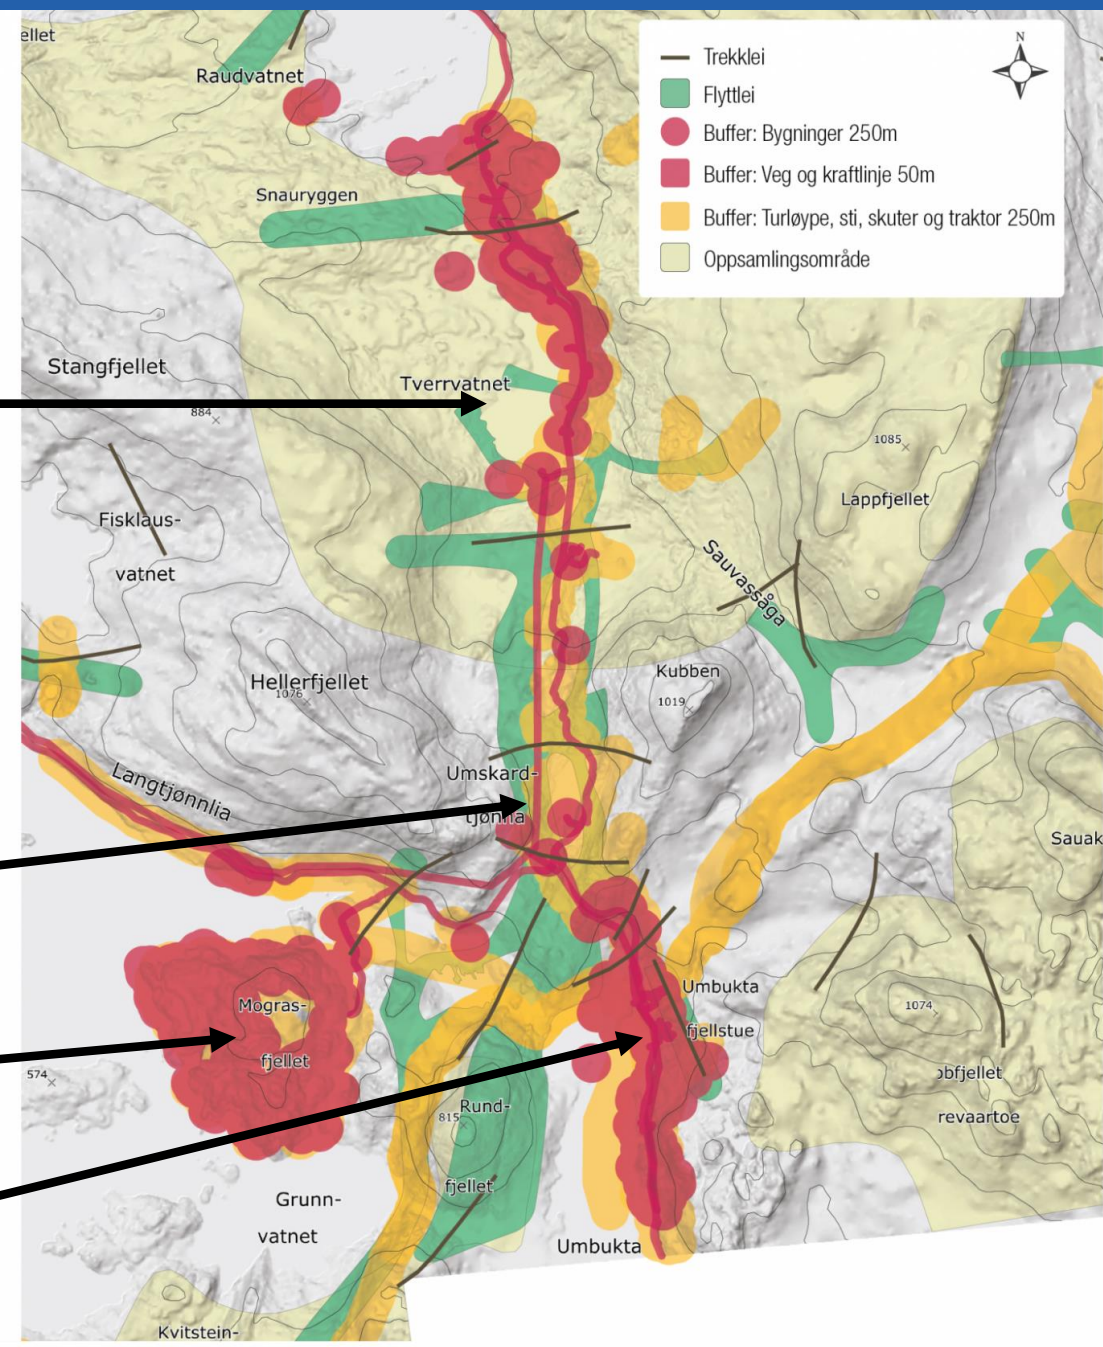 ellet
Raudvatnet
N
Trekklei
Flyttlei
Buffer: Bygninger 250m
Buffer: Veg og kraftlinje 50m
Buffer: Turløype, sti, skuter og traktor 250m
Oppsamlingsområde
Snauryggen
Stangfjellet
884
Tverrvatnet
1085
Lappfjellet
Fisklaus-
vatnet
Sauvassåga
Hellerfjellet
1076
Kubben
1019
Langtjønnlia
Umskard-
tjønna
Sauak
Mogras-
fjellet
574
Umbukta
fjellstue
1074
obfjellet
revaartoe
815
Rund-
fjellet
Grunn-
vatnet
Umbukta
Kvitstein-